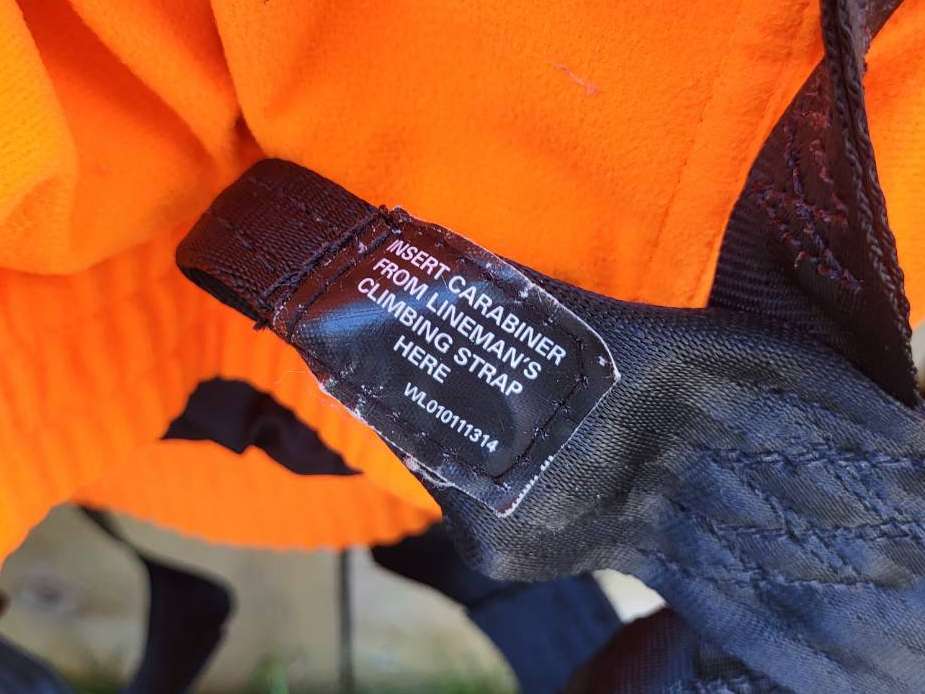 INSERT CARABINER
FROM LINEMAN'S
CLIMBING STRAP
HERE
WL010111314